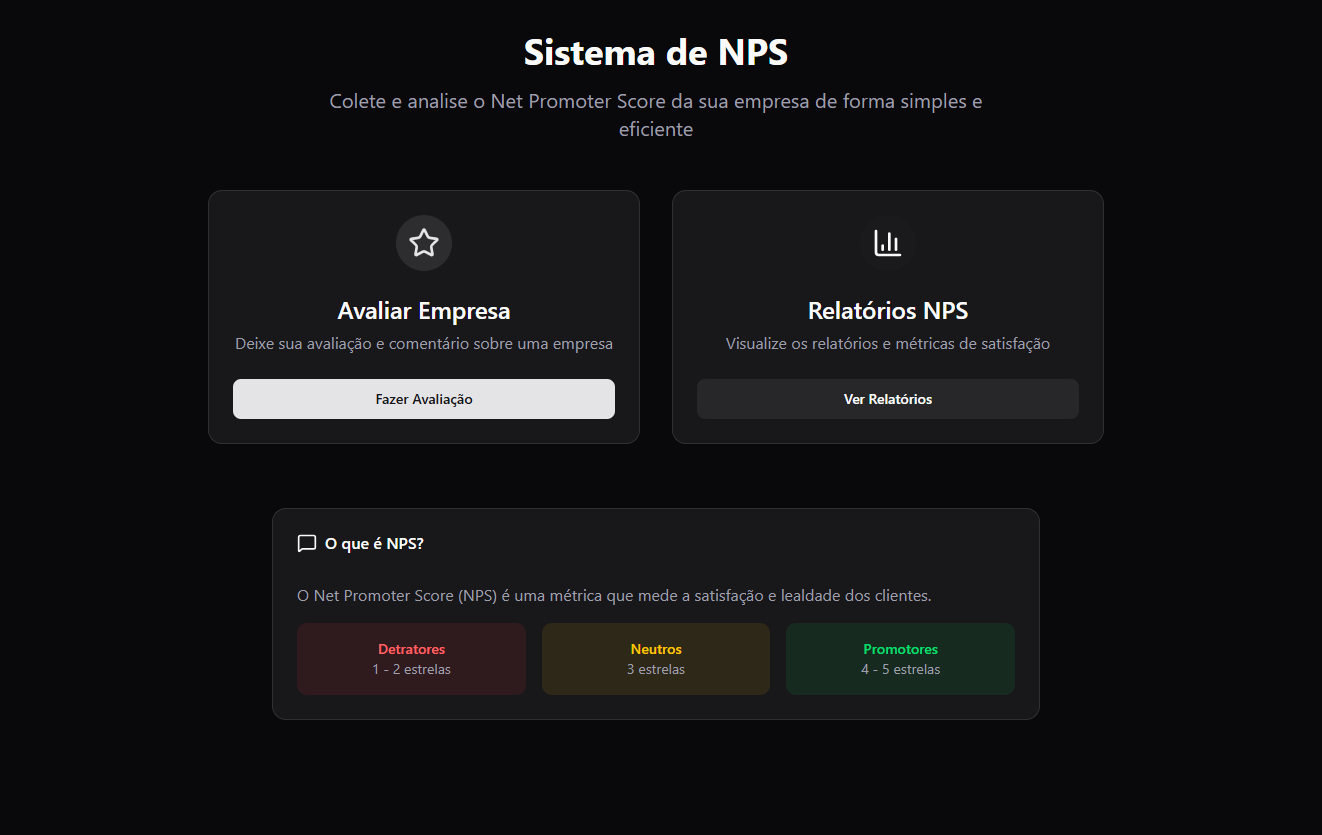 Sistema de NPS
Colete e analise o Net Promoter Score da sua empresa de forma simples e
eficiente
Avaliar Empresa
Deixe sua avaliação e comentário sobre uma empresa
Fazer Avaliação
Relatórios NPS
Visualize os relatórios e métricas de satisfação
Ver Relatórios
O que é NPS?
O Net Promoter Score (NPS) é uma métrica que mede a satisfação e lealdade dos clientes.
Detratores
1 - 2 estrelas
Neutros
3 estrelas
Promotores
4 - 5 estrelas